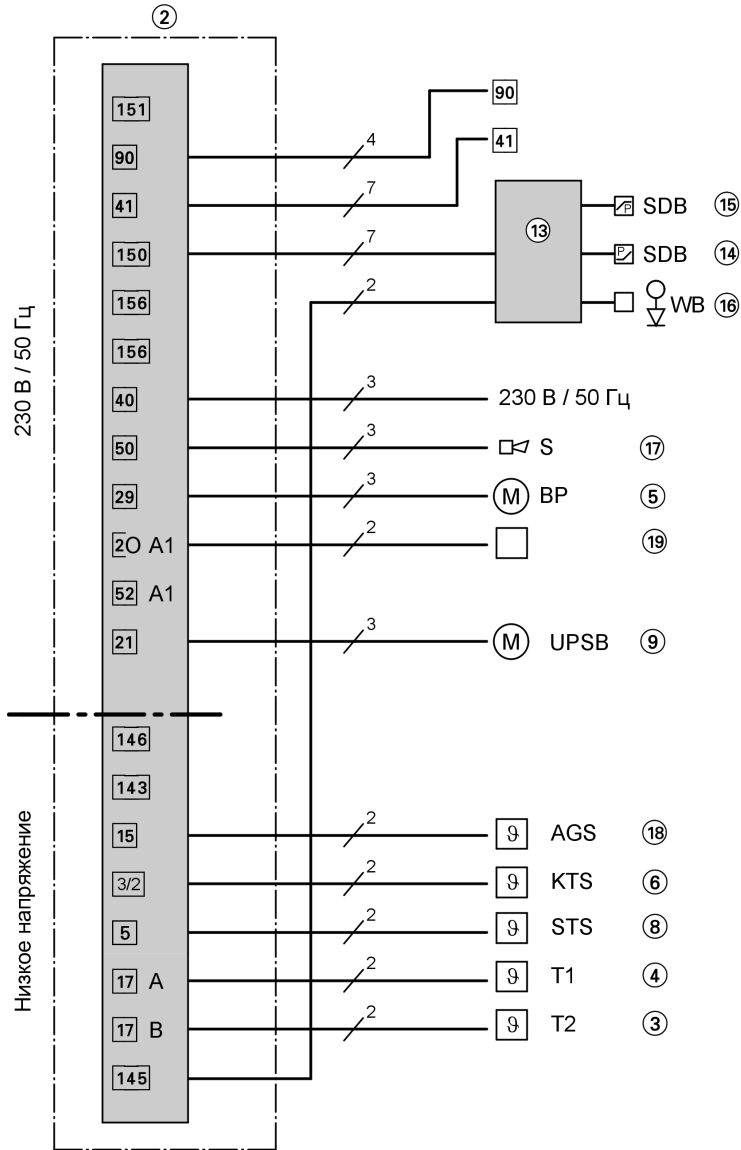 2
151
90
90
4
41
41
7
SDB 15
150
7
13
SDB 14
156
2
WB 16
156
40
3
230 В / 50 Гц
50
3
S 17
29
3
M BP 5
20 A1
2
19
52 A1
21
3
M UPSB 9
230 В / 50 Гц
146
143
15
2
ϑ AGS 18
3/2
2
ϑ KTS 6
5
2
ϑ STS 8
17 A
2
ϑ T1 4
17 B
2
ϑ T2 3
145
Низкое напряжение
P
P